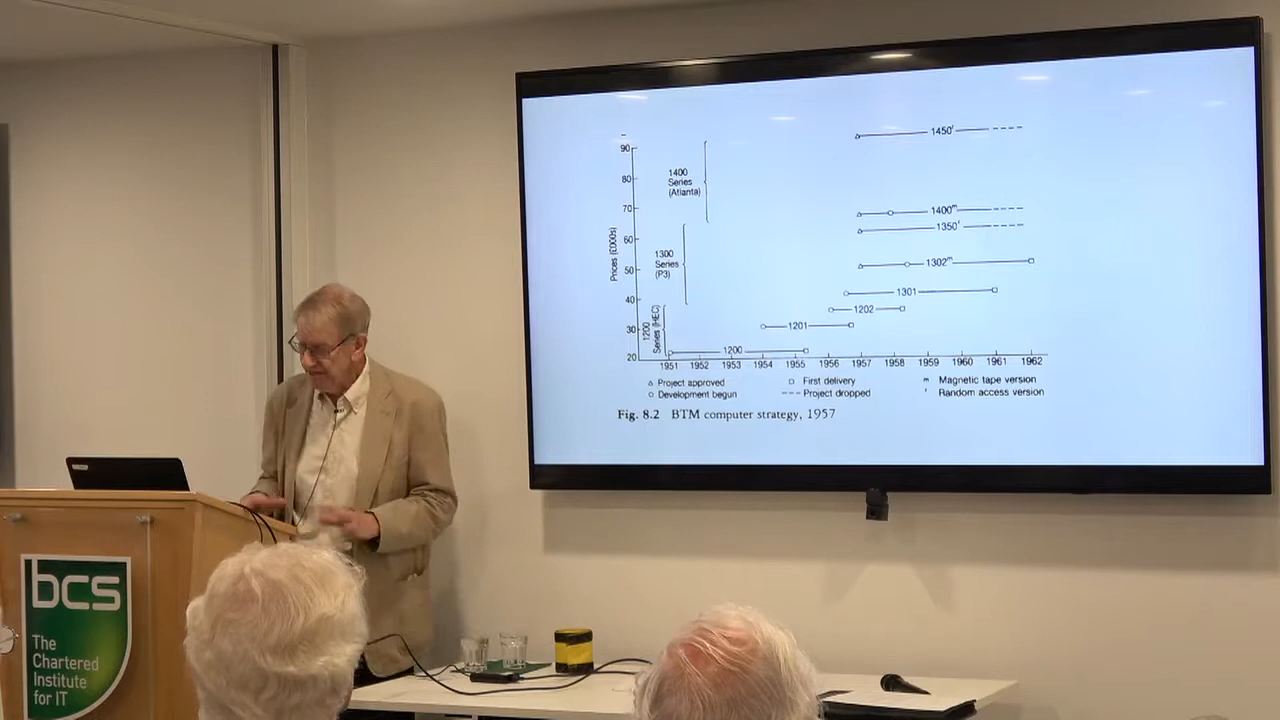 90
80
70
60
50
40
30
20
Prices (£000s)
1400
Series
(Atlanta)
1300
Series
(P3)
1200
Series (HEC)
1450r
1400m
1350r
1302m
1301
1202
1201
1200
1951 1952 1953 1954 1955 1956 1957 1958 1959 1960 1961 1962
△ Project approved □ First delivery m Magnetic tape version
○ Development begun --- Project dropped r Random access version
Fig. 8.2 BTM computer strategy, 1957
bcs
The
Chartered
Institute
for IT